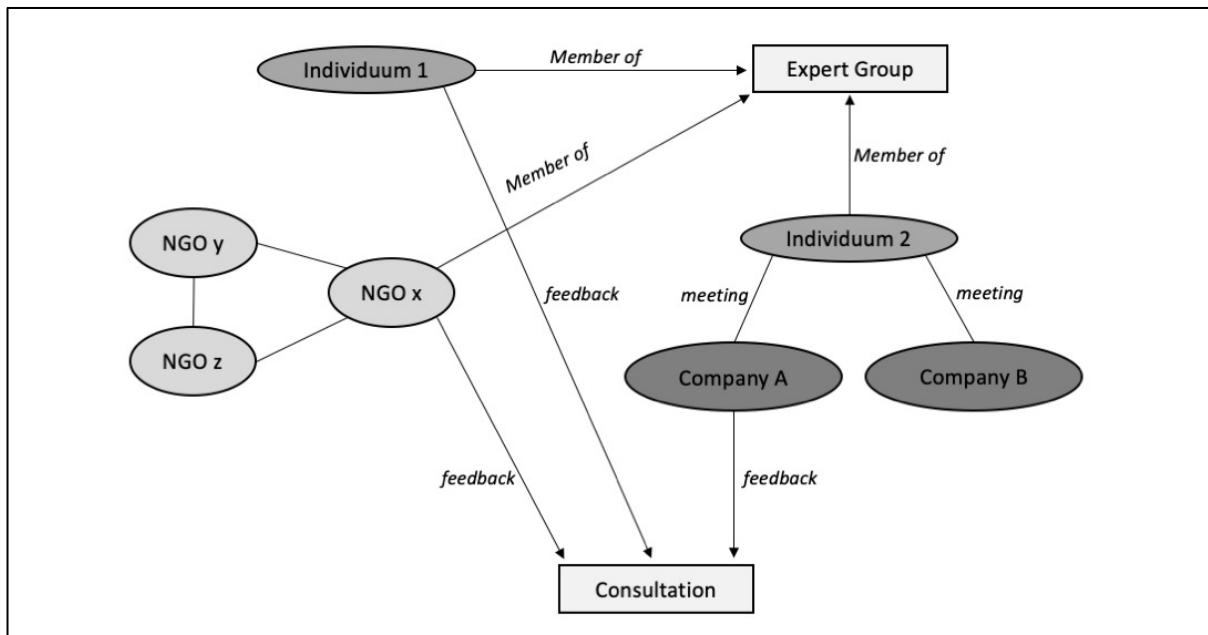 Individuum 1
Member of
Expert Group
Member of
Member of
NGO y
Individuum 2
NGO x
feedback
meeting
meeting
NGO z
Company A
Company B
feedback
feedback
Consultation